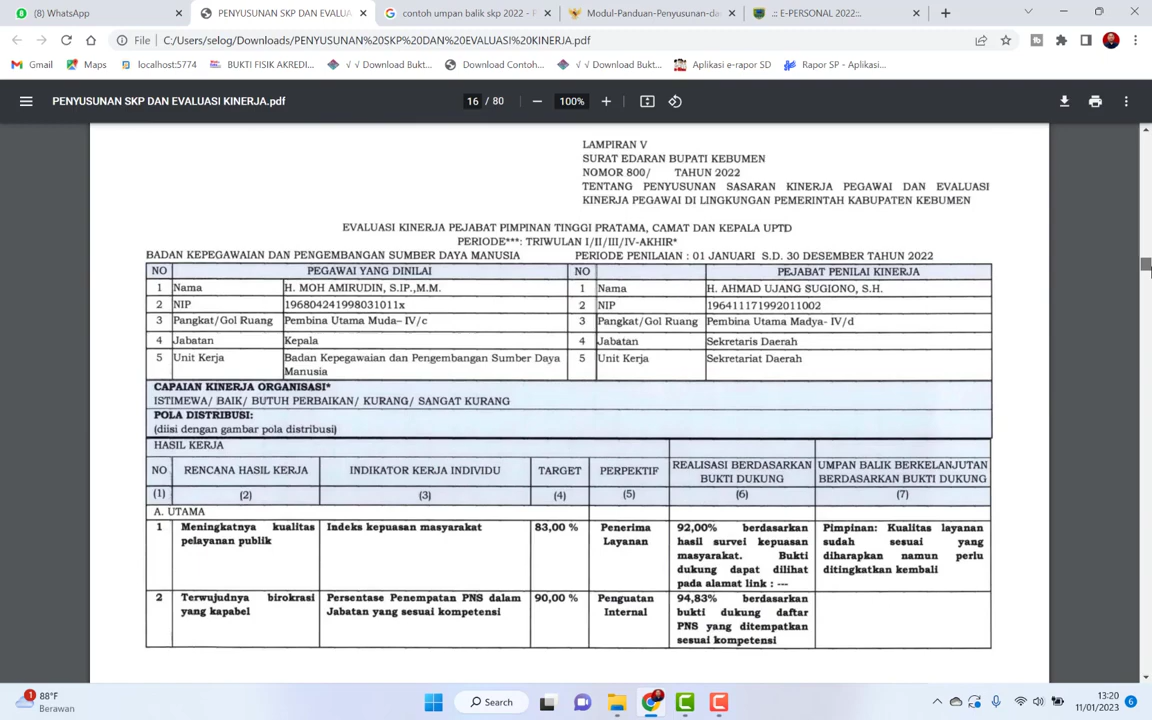 (8) WhatsApp
PENYUSUNAN SKP DAN EVALUA
contoh umpan balik skp 2022 - P
Modul-Panduan-Penyusunan-da
.:: E-PERSONAL 2022::.
File
C:/Users/selog/Downloads/PENYUSUNAN%20SKP%20DAN%20EVALUASI%20KINERJA.pdf
Gmail
Maps
localhost:5774
BUKTI FISIK AKREDI...
√ √ Download Bukt...
Download Contoh...
√ √ Download Bukt...
Aplikasi e-rapor SD
Rapor SP - Aplikasi...
PENYUSUNAN SKP DAN EVALUASI KINERJA.pdf
16 / 80
100%
LAMPIRAN V
SURAT EDARAN BUPATI KEBUMEN
NOMOR 800/ TAHUN 2022
TENTANG PENYUSUNAN SASARAN KINERJA PEGAWAI DAN EVALUASI
KINERJA PEGAWAI DI LINGKUNGAN PEMERINTAH KABUPATEN KEBUMEN
EVALUASI KINERJA PEJABAT PIMPINAN TINGGI PRATAMA, CAMAT DAN KEPALA UPTD
PERIODE***: TRIWULAN I/II/III/IV-AKHIR*
BADAN KEPEGAWAIAN DAN PENGEMBANGAN SUMBER DAYA MANUSIA
PERIODE PENILAIAN : 01 JANUARI S.D. 30 DESEMBER TAHUN 2022
NO PEGAWAI YANG DINILAI NO PEJABAT PENILAI KINERJA
1 Nama H. MOH AMIRUDIN, S.IP.,M.M. 1 Nama H. AHMAD UJANG SUGIONO, S.H.
2 NIP 196804241998031011x 2 NIP 196411171992011002
3 Pangkat/Gol Ruang Pembina Utama Muda– IV/c 3 Pangkat/Gol Ruang Pembina Utama Madya- IV/d
4 Jabatan Kepala 4 Jabatan Sekretaris Daerah
5 Unit Kerja Badan Kepegawaian dan Pengembangan Sumber Daya 5 Unit Kerja Sekretariat Daerah
Manusia
CAPAIAN KINERJA ORGANISASI*
ISTIMEWA/ BAIK/ BUTUH PERBAIKAN/ KURANG/ SANGAT KURANG
POLA DISTRIBUSI:
(diisi dengan gambar pola distribusi)
HASIL KERJA
NO RENCANA HASIL KERJA INDIKATOR KERJA INDIVIDU TARGET PERPEKTIF REALISASI BERDASARKAN UMPAN BALIK BERKELANJUTAN
BUKTI DUKUNG BERDASARKAN BUKTI DUKUNG
(1) (2) (3) (4) (5) (6) (7)
A. UTAMA
1 Meningkatnya kualitas Indeks kepuasan masyarakat 83,00 % Penerima 92,00% berdasarkan Pimpinan: Kualitas layanan
pelayanan publik Layanan hasil survei kepuasan sudah sesuai yang
masyarakat. Bukti diharapkan namun perlu
dukung dapat dilihat ditingkatkan kembali
pada alamat link : ---
2 Terwujudnya birokrasi Persentase Penempatan PNS dalam 90,00 % Penguatan 94,83% berdasarkan
yang kapabel Jabatan yang sesuai kompetensi Internal bukti dukung daftar
PNS yang ditempatkan
sesuai kompetensi
1
88°F
Berawan
Search
13:20
11/01/2023